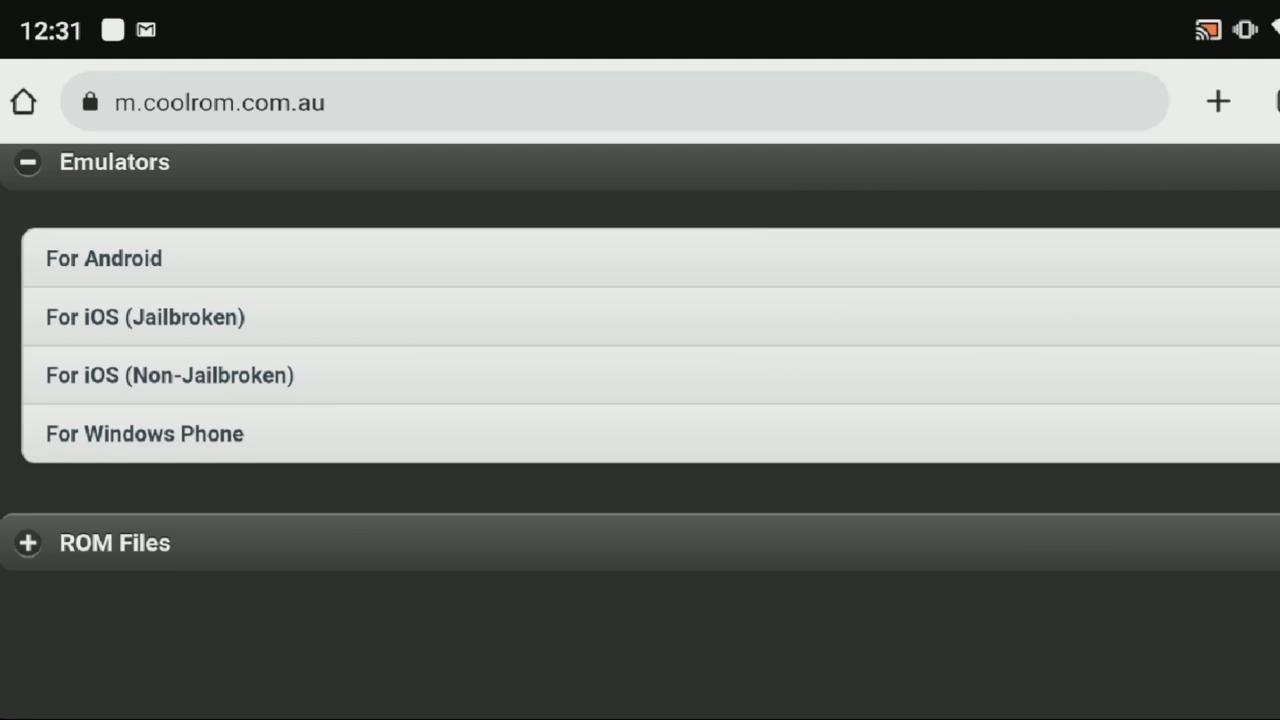 12:31
m.coolrom.com.au
Emulators
For Android
For iOS (Jailbroken)
For iOS (Non-Jailbroken)
For Windows Phone
ROM Files